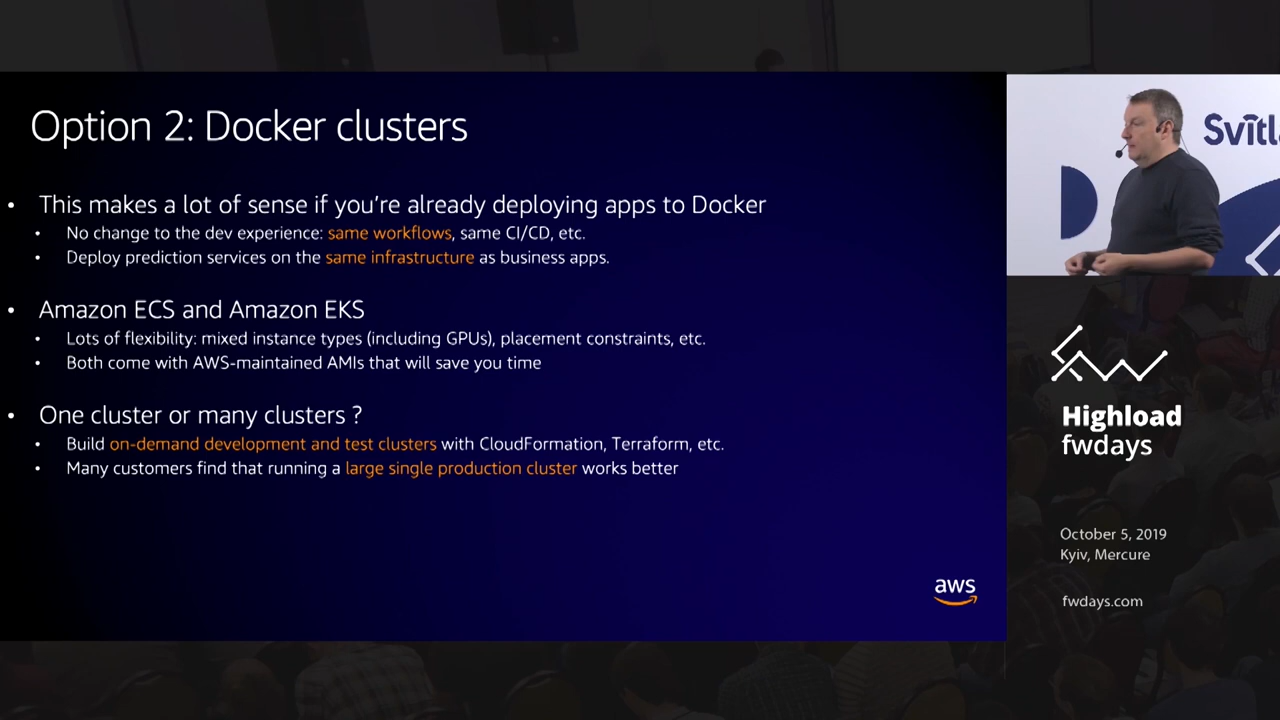 Option 2: Docker clusters
• This makes a lot of sense if you're already deploying apps to Docker
• No change to the dev experience: same workflows, same CI/CD, etc.
• Deploy prediction services on the same infrastructure as business apps.
• Amazon ECS and Amazon EKS
• Lots of flexibility: mixed instance types (including GPUs), placement constraints, etc.
• Both come with AWS-maintained AMIs that will save you time
• One cluster or many clusters ?
• Build on-demand development and test clusters with CloudFormation, Terraform, etc.
• Many customers find that running a large single production cluster works better
aws
Svitl
Highload
fwdays
October 5, 2019
Kyiv, Mercure
fwdays.com